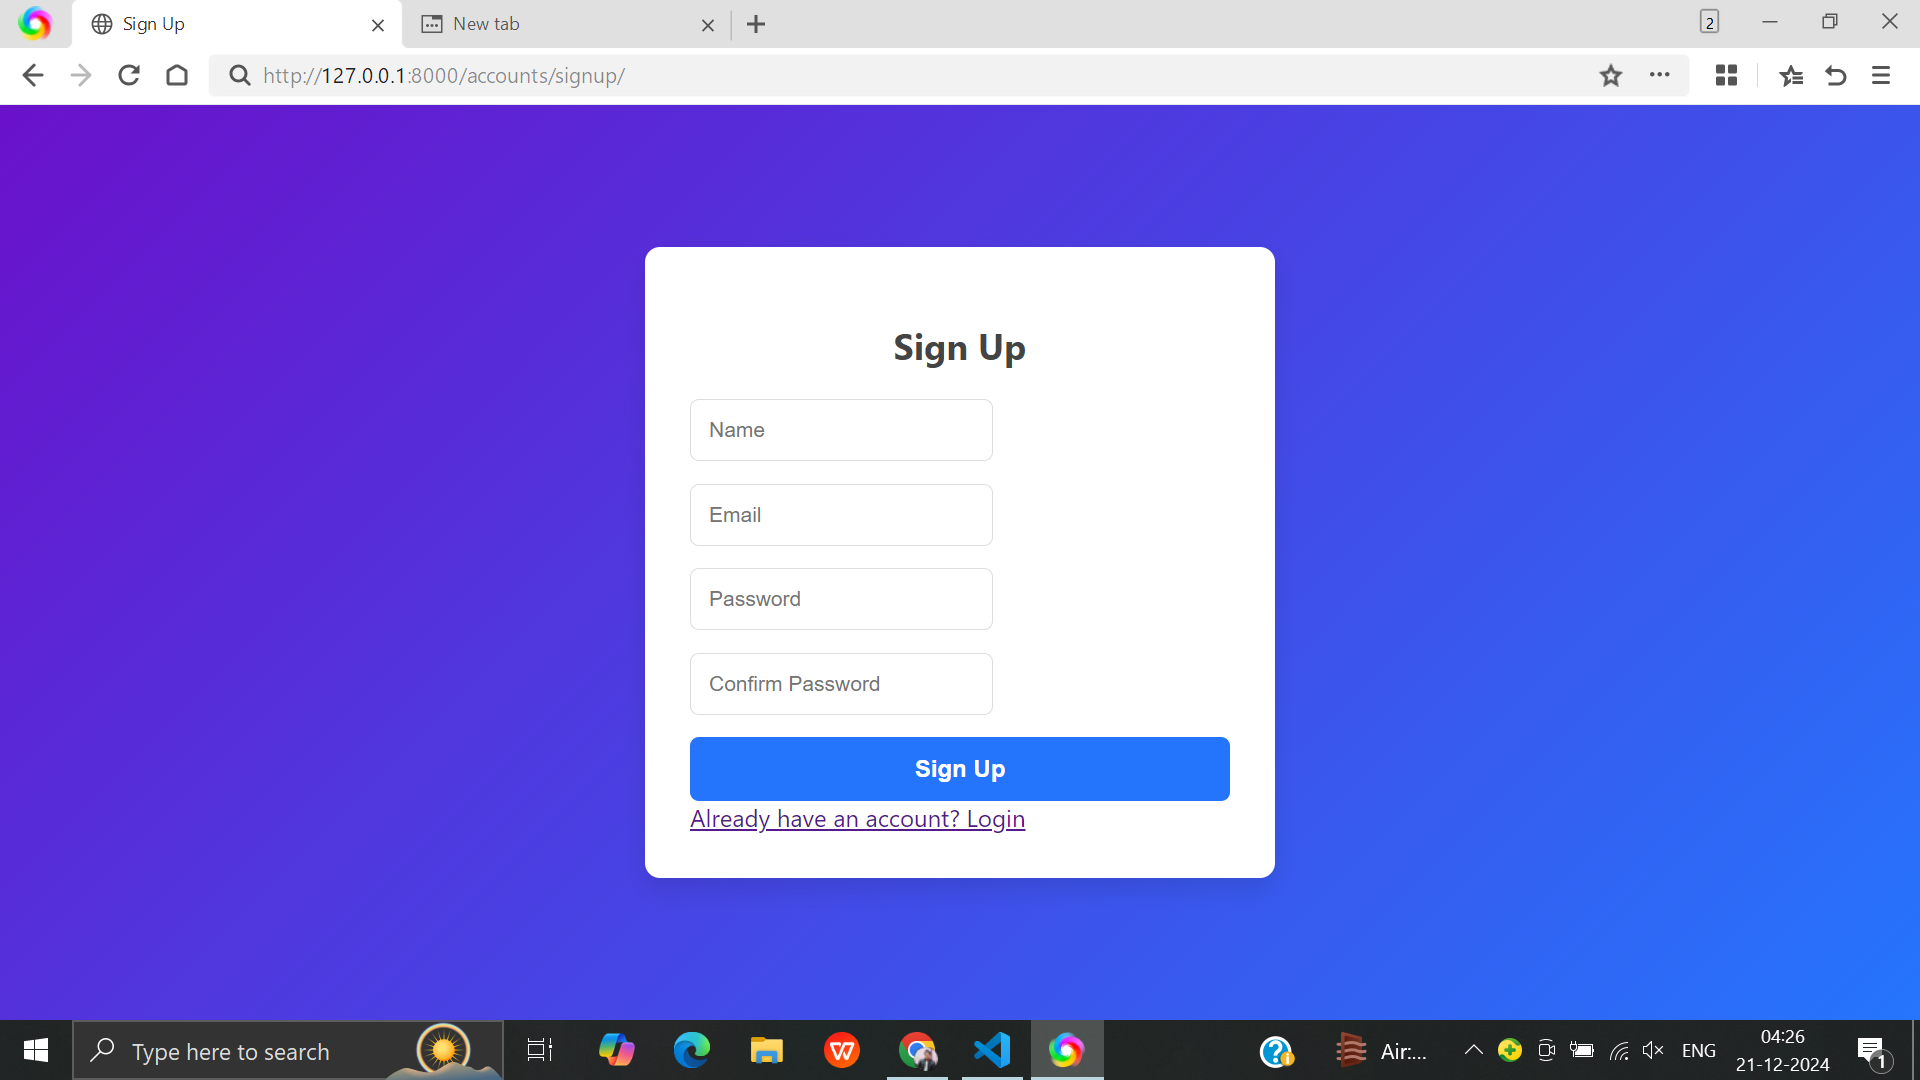 Sign Up
New tab
2
http://127.0.0.1:8000/accounts/signup/
Sign Up
Name
Email
Password
Confirm Password
Sign Up
Already have an account? Login
Type here to search
W
Air:...
ENG
04:26
21-12-2024
1